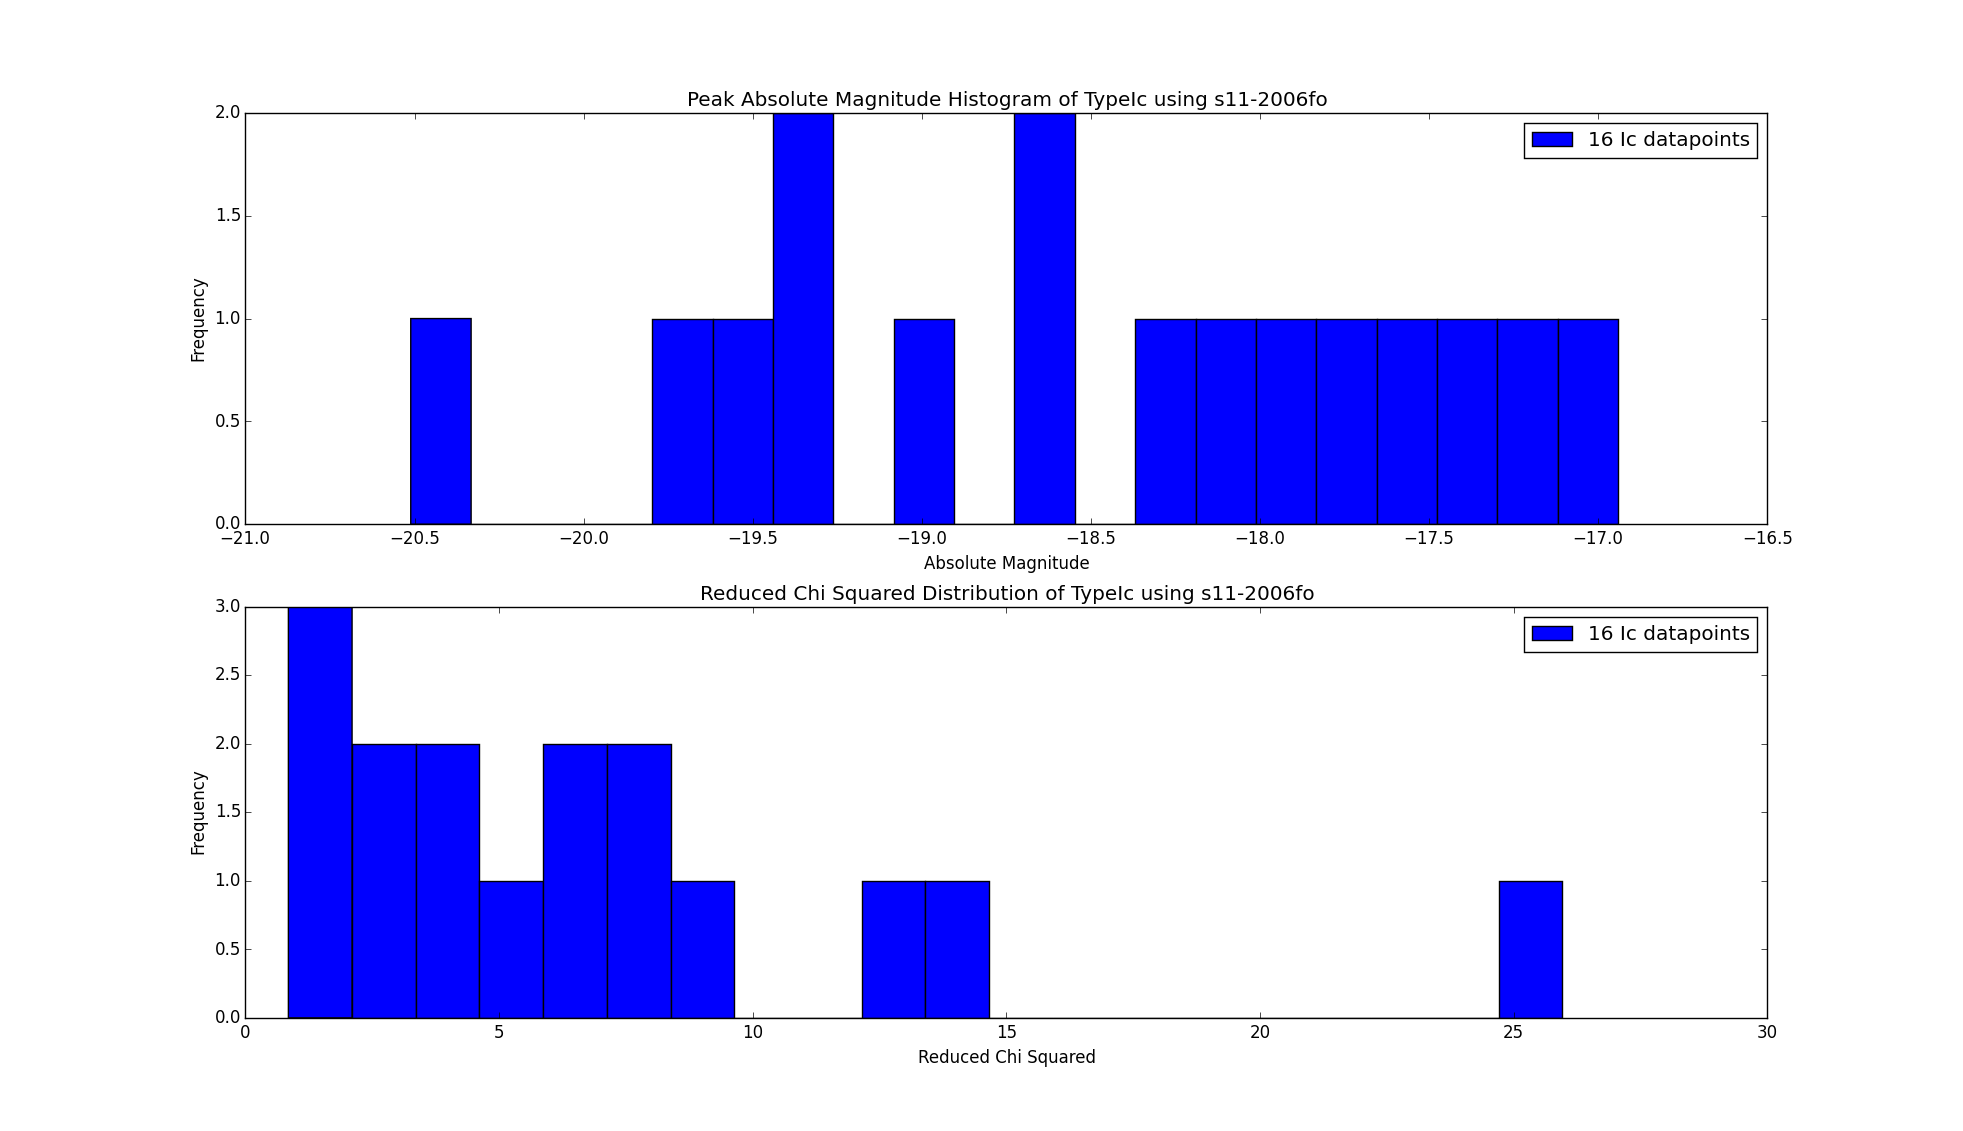 Peak Absolute Magnitude Histogram of TypeIc using s11-2006fo
2.0
1.5
1.0
0.5
0.0
Frequency
16 Ic datapoints
−21.0 −20.5 −20.0 −19.5 −19.0 −18.5 −18.0 −17.5 −17.0 −16.5
Absolute Magnitude
Reduced Chi Squared Distribution of TypeIc using s11-2006fo
3.0
2.5
2.0
1.5
1.0
0.5
0.0
Frequency
16 Ic datapoints
0 5 10 15 20 25 30
Reduced Chi Squared